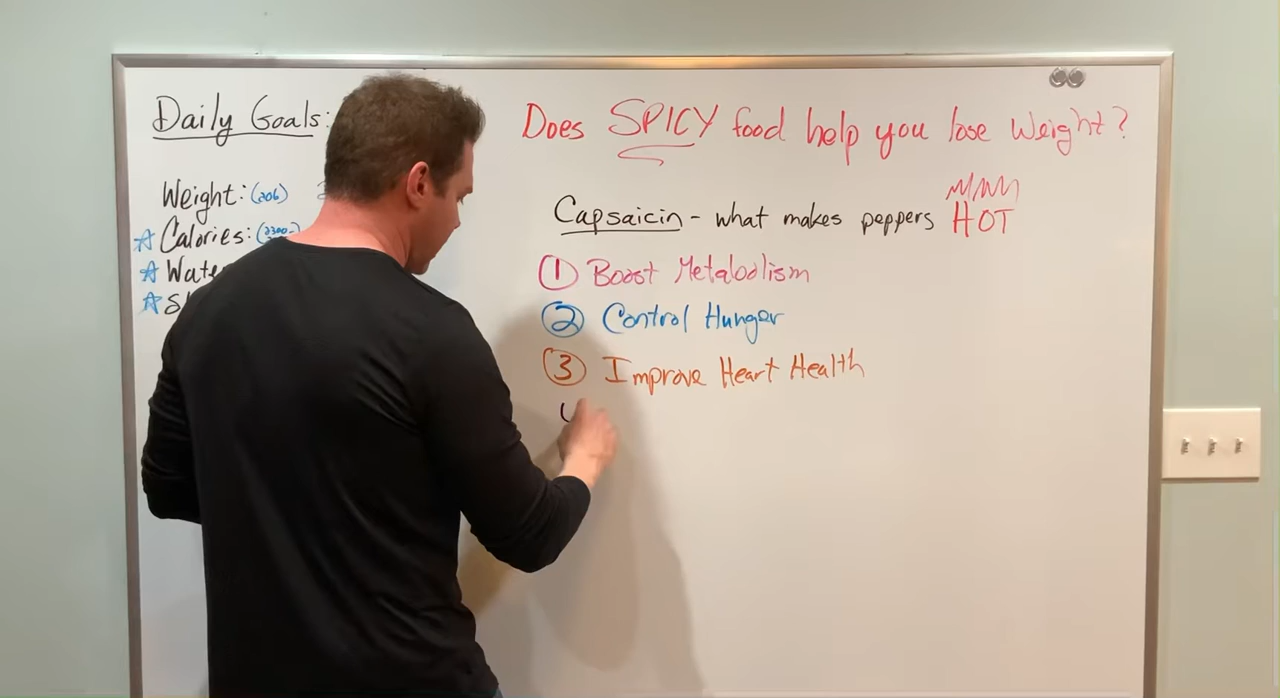 Daily Goals:
Weight: (206)
☆ Calories:
☆
☆
Does SPICY food help you lose Weight?
Capsaicin - what makes peppers HOT
① Boost Metabolism
② Control Hunger
③ Improve Heart Health